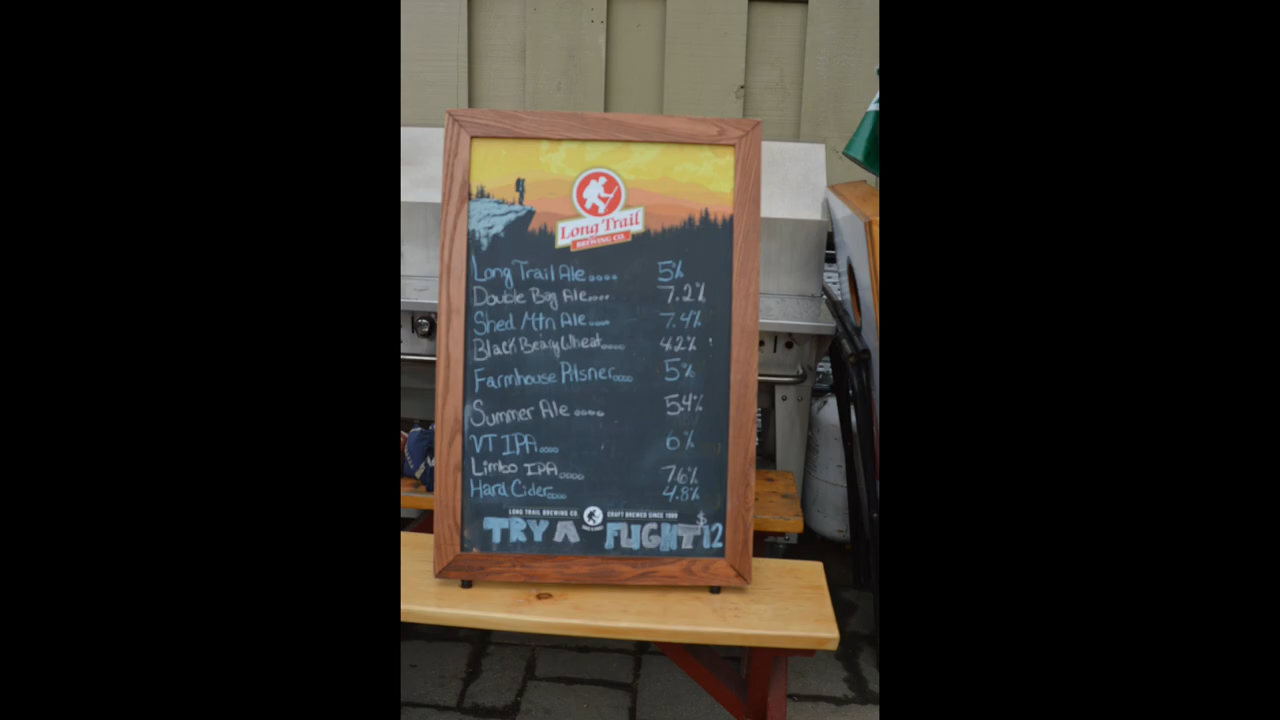 Long Trail
BREWING CO.
Long Trail Ale.... 5%
Double Bag Ale.... 7.2%
Shed Mtn Ale.... 7.4%
Black Beary Wheat.... 4.2%
Farmhouse Pilsner.... 5%
Summer Ale.... 5.4%
VT IPA.... 6%
Limbo IPA.... 7.6%
Hard Cider.... 4.8%
LONG TRAIL BREWING CO. CRAFT BREWED SINCE 1989
TRY A FLIGHT $12